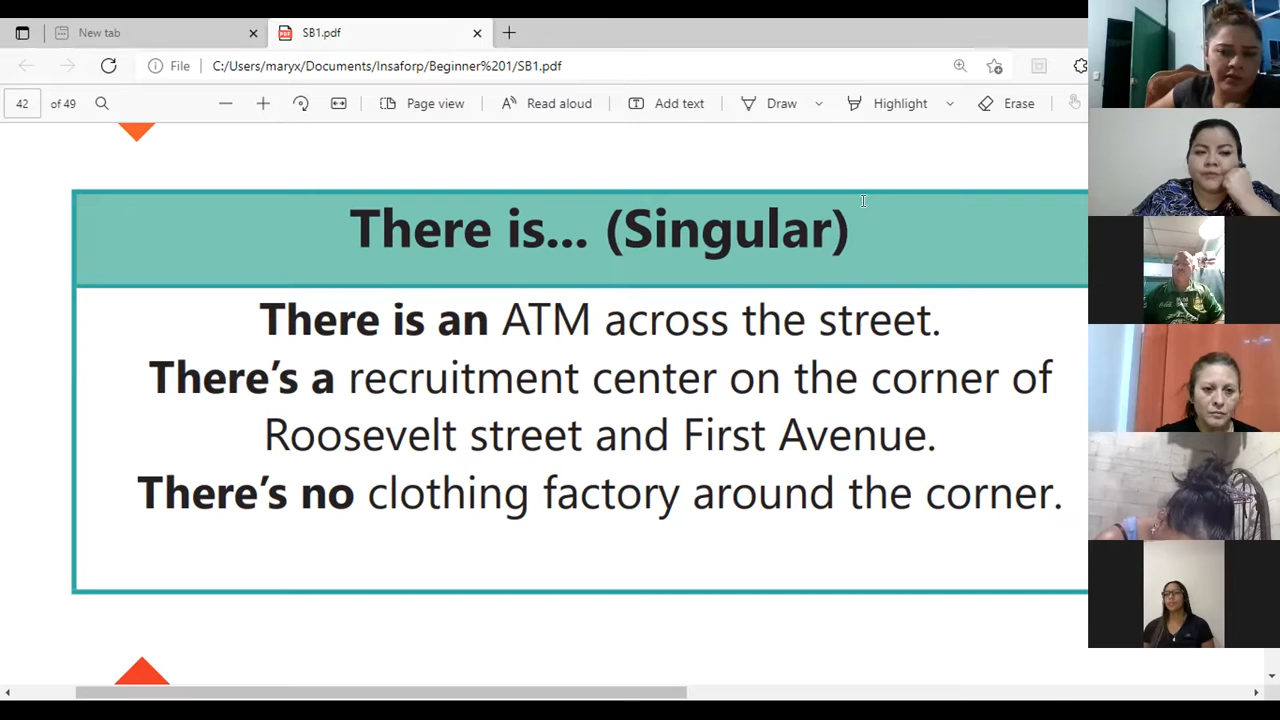 New tab
SB1.pdf
File C:/Users/maryx/Documents/Insaforp/Beginner%201/SB1.pdf
42 of 49 Page view Read aloud Add text Draw Highlight Erase
There is... (Singular)
There is an ATM across the street.
There's a recruitment center on the corner of
Roosevelt street and First Avenue.
There's no clothing factory around the corner.